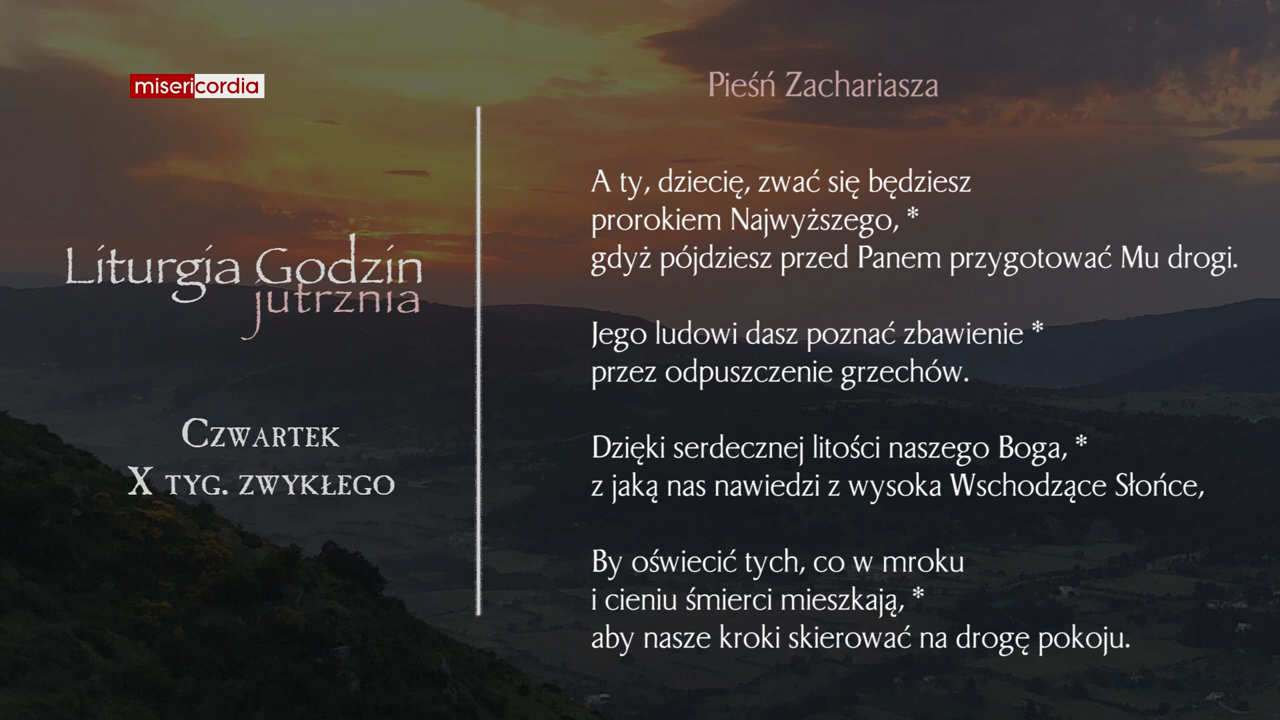 misericordia
Liturgia Godzin
jutrznia
Czwartek
X tyg. zwykłego
Pieśń Zachariasza
A ty, dziecię, zwać się będziesz
prorokiem Najwyższego, *
gdyż pójdziesz przed Panem przygotować Mu drogi.
Jego ludowi dasz poznać zbawienie *
przez odpuszczenie grzechów.
Dzięki serdecznej litości naszego Boga, *
z jaką nas nawiedzi z wysoka Wschodzące Słońce,
By oświecić tych, co w mroku
i cieniu śmierci mieszkają, *
aby nasze kroki skierować na drogę pokoju.